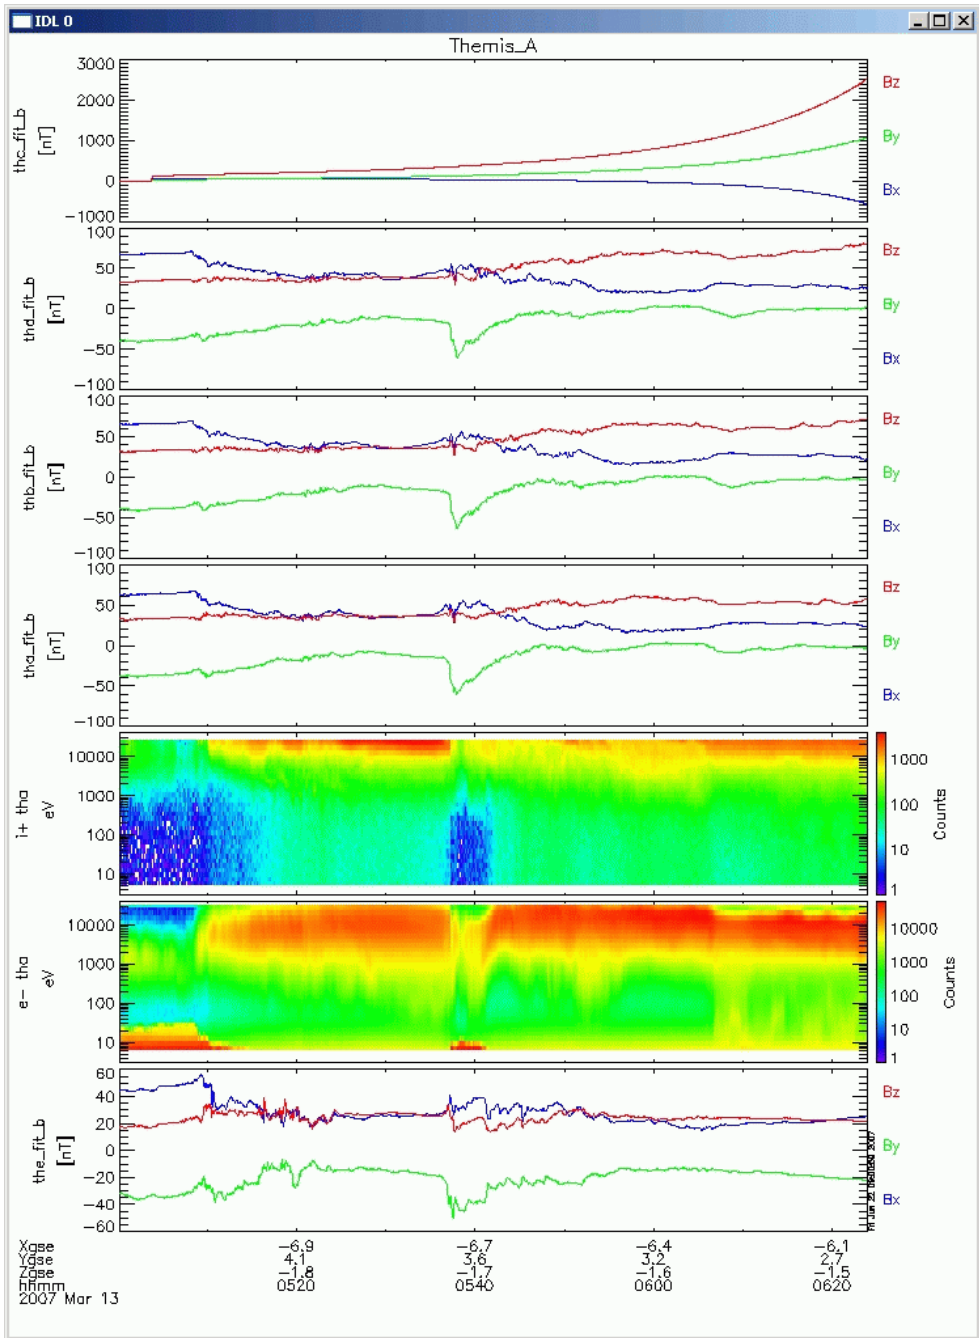 IDL 0
Themis_A
thc_fit_b
[nT]
3000
2000
1000
0
-1000
Bz
By
Bx
thd_fit_b
[nT]
100
50
0
-50
-100
Bz
By
Bx
thb_fit_b
[nT]
100
50
0
-50
-100
Bz
By
Bx
tha_fit_b
[nT]
100
50
0
-50
-100
Bz
By
Bx
i+ tha
eV
10000
1000
100
10
1000
100
10
1
Counts
e- tha
eV
10000
1000
100
10
10000
1000
100
10
1
Counts
the_fit_b
[nT]
60
40
20
0
-20
-40
-60
Bz
By
Bx
Xgse -6.9 -6.7 -6.4 -6.1
Ygse 4.1 3.6 3.2 2.7
Zgse -1.8 -1.7 -1.6 -1.5
hhmm 0520 0540 0600 0620
2007 Mar 13